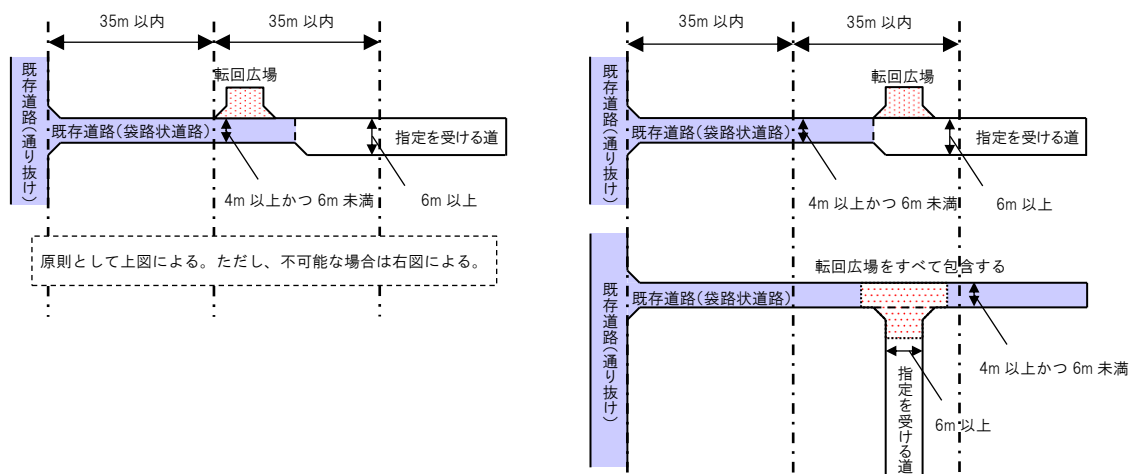 35m 以内
35m 以内
既存道路(通り抜け)
転回広場
既存道路(袋路状道路)
指定を受ける道
4m 以上かつ 6m 未満
6m 以上
原則として上図による。ただし、不可能な場合は右図による。
35m 以内
35m 以内
既存道路(通り抜け)
転回広場
既存道路(袋路状道路)
指定を受ける道
4m 以上かつ 6m 未満
6m 以上
既存道路(通り抜け)
転回広場をすべて包含する
既存道路(袋路状道路)
4m 以上かつ 6m 未満
指定を受ける道
6m 以上